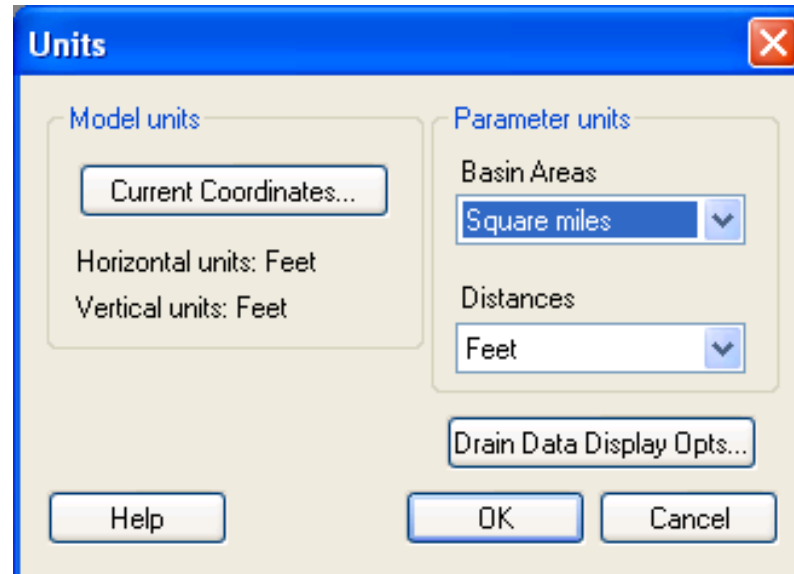 Units
Model units
Current Coordinates...
Horizontal units: Feet
Vertical units: Feet
Parameter units
Basin Areas
Square miles
Distances
Feet
Drain Data Display Opts...
Help
OK
Cancel